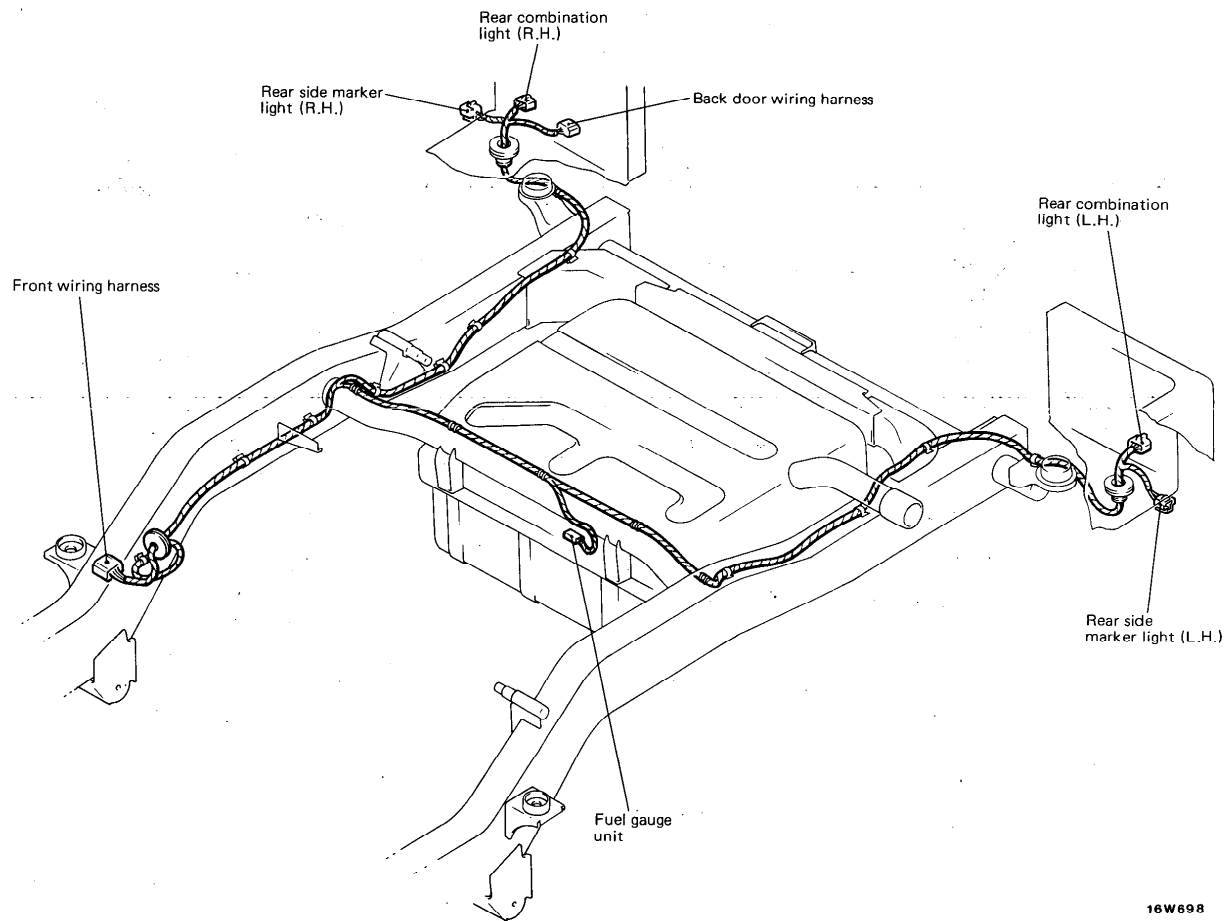 Rear combination
light (R.H.)
Rear side marker
light (R.H.)
Back door wiring harness
Rear combination
light (L.H.)
Front wiring harness
Rear side
marker light (L.H.)
Fuel gauge
unit
16W698